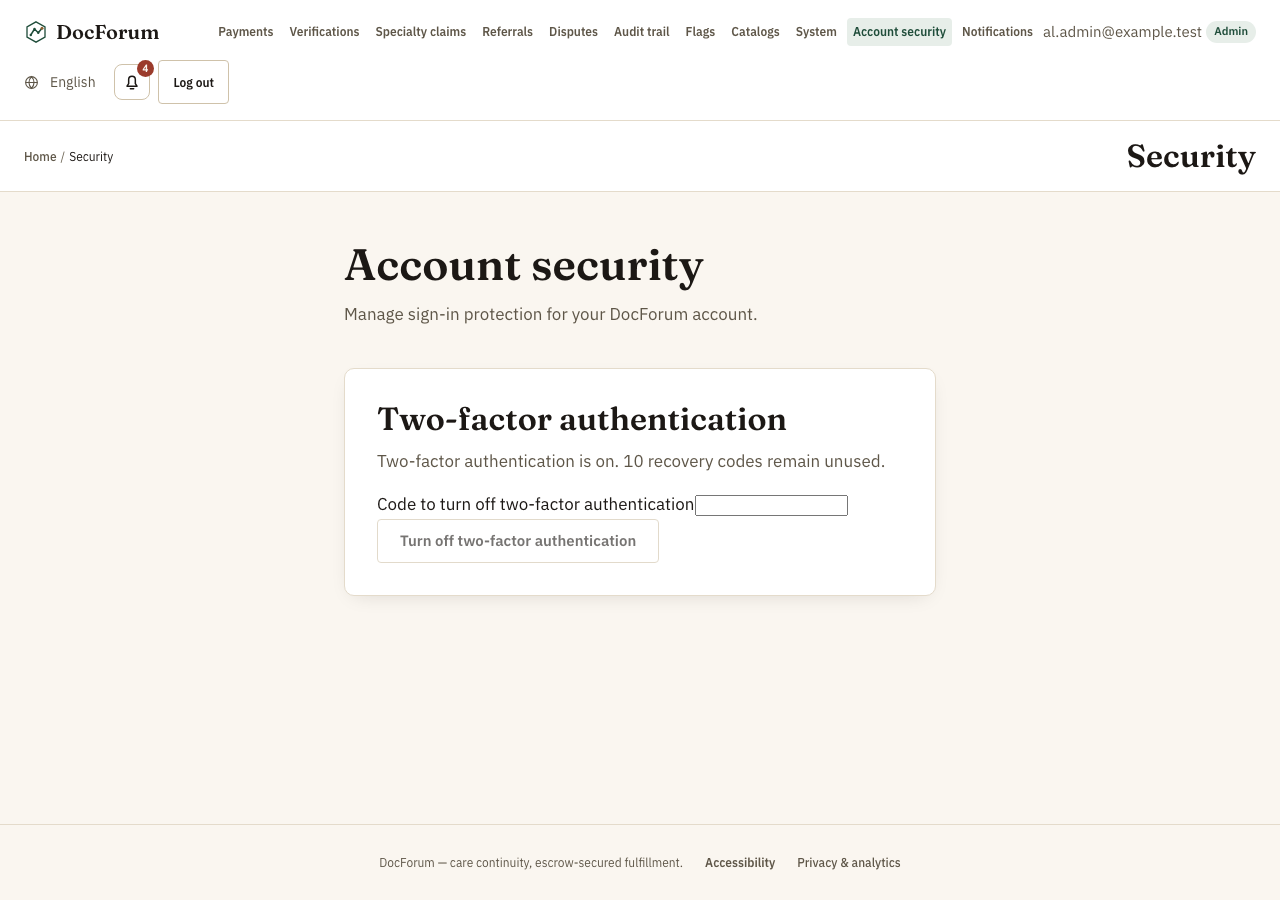 DocForum Payments Verifications Specialty claims Referrals Disputes Audit trail Flags Catalogs System Account security Notifications al.admin@example.test Admin
English 4 Log out
Home / Security Security
Account security
Manage sign-in protection for your DocForum account.
Two-factor authentication
Two-factor authentication is on. 10 recovery codes remain unused.
Code to turn off two-factor authentication
Turn off two-factor authentication
DocForum — care continuity, escrow-secured fulfillment. Accessibility Privacy & analytics